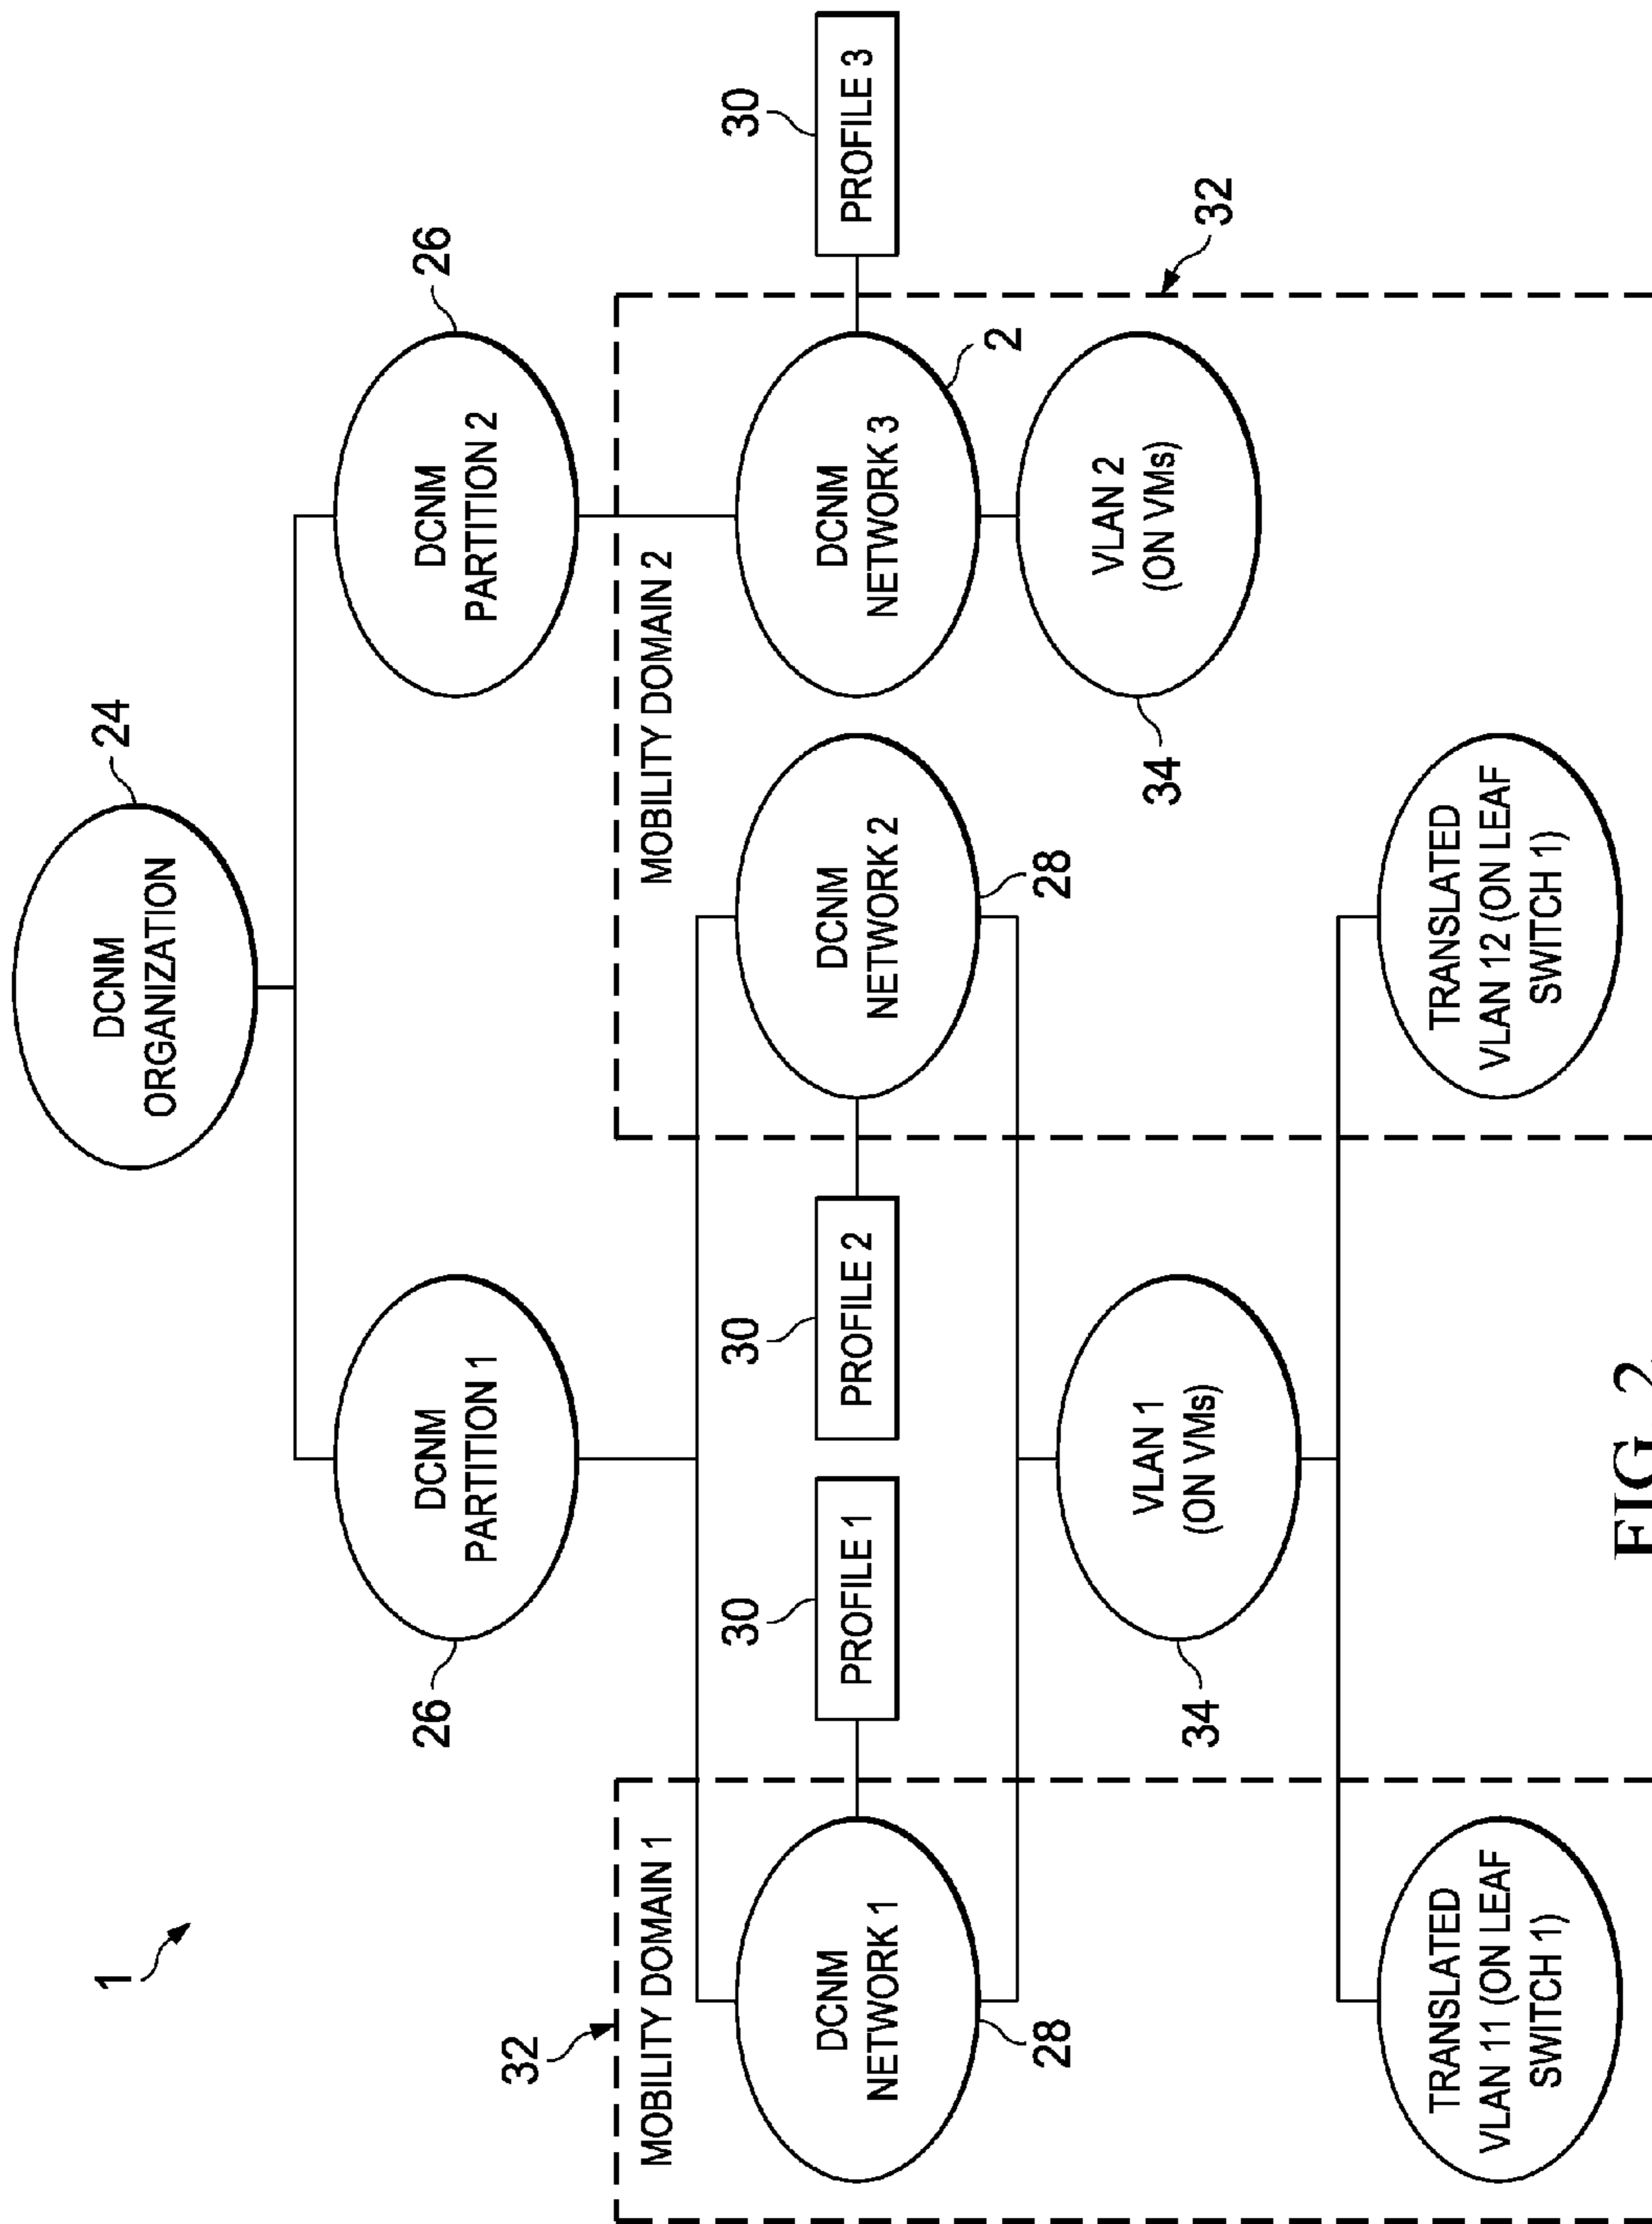 1
DCNM
ORGANIZATION
24
DCNM
PARTITION 1
26
DCNM
PARTITION 2
26
32
MOBILITY DOMAIN 1
MOBILITY DOMAIN 2
DCNM
NETWORK 1
28
30
PROFILE 1
30
PROFILE 2
DCNM
NETWORK 2
28
DCNM
NETWORK 3
2
30
PROFILE 3
32
VLAN 1
(ON VMs)
34
VLAN 2
(ON VMs)
34
TRANSLATED
VLAN 11 (ON LEAF
SWITCH 1)
TRANSLATED
VLAN 12 (ON LEAF
SWITCH 1)
FIG. 2